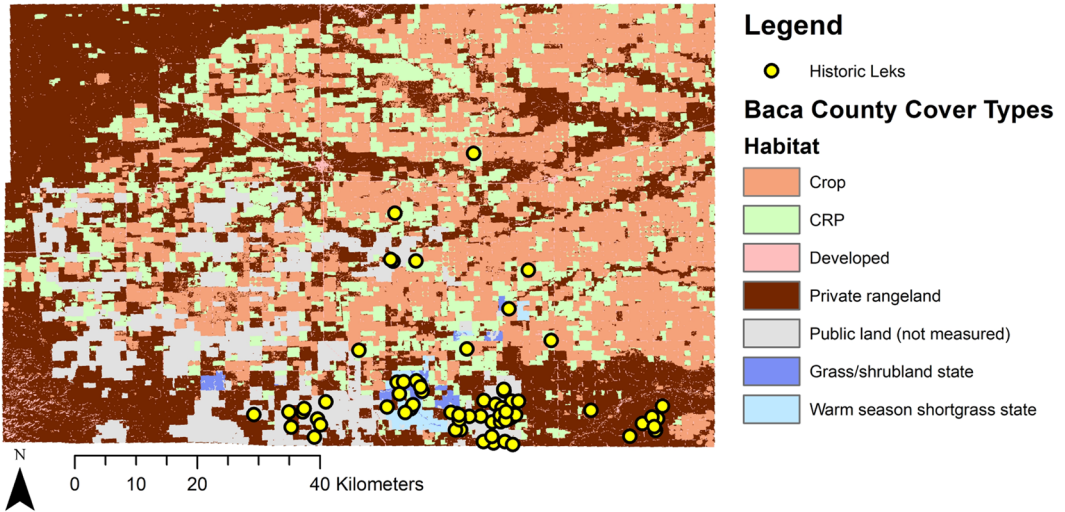 Legend
Historic Leks
Baca County Cover Types
Habitat
Crop
CRP
Developed
Private rangeland
Public land (not measured)
Grass/shrubland state
Warm season shortgrass state
N
0 10 20 40 Kilometers